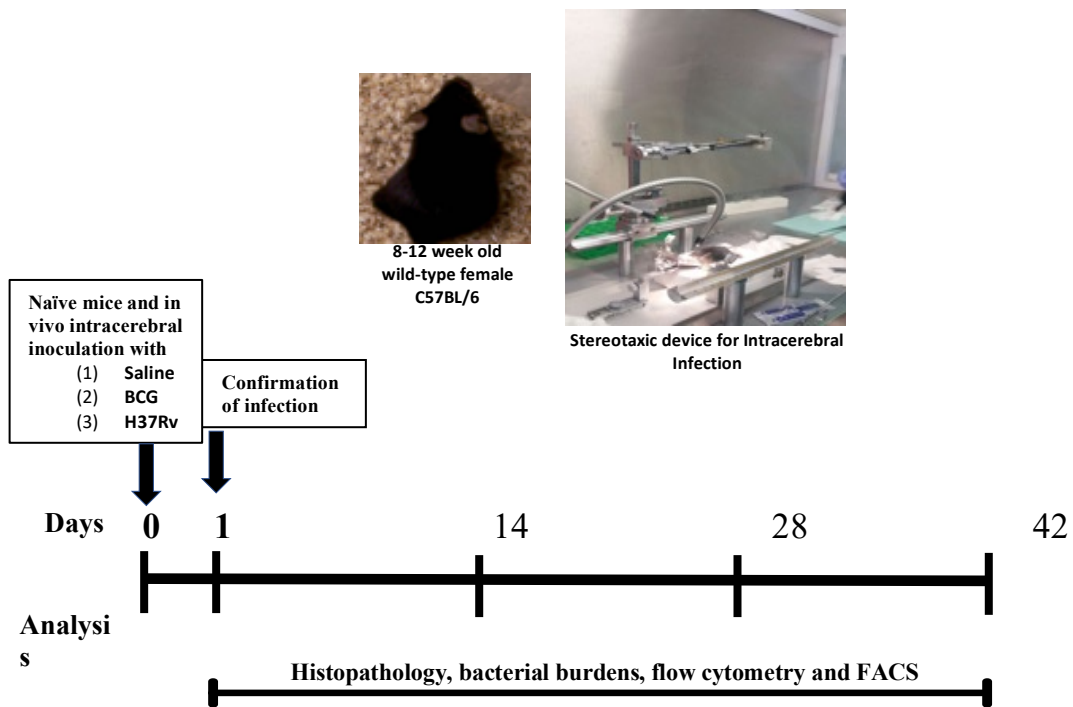 8-12 week old
wild-type female
C57BL/6
Stereotaxic device for Intracerebral
Infection
Naïve mice and in
vivo intracerebral
inoculation with
(1) Saline
(2) BCG
(3) H37Rv
Confirmation
of infection
Days 0 1 14 28 42
Analysi
s
Histopathology, bacterial burdens, flow cytometry and FACS